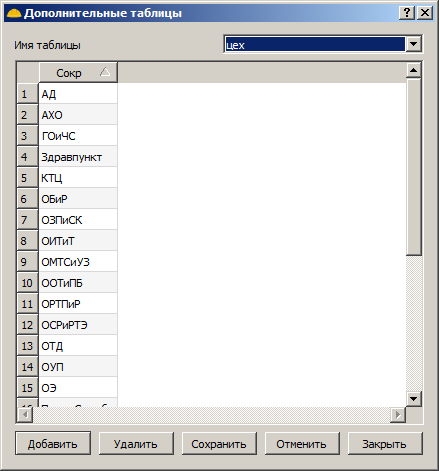 Дополнительные таблицы
Имя таблицы
цех
Сокр
1 АД
2 АХО
3 ГОиЧС
4 Здравпункт
5 КТЦ
6 ОБиР
7 ОЗПиСК
8 ОИТиТ
9 ОМТСиУЗ
10 ООТиПБ
11 ОРТПиР
12 ОСРиРТЭ
13 ОТД
14 ОУП
15 ОЭ
Добавить Удалить Сохранить Отменить Закрыть